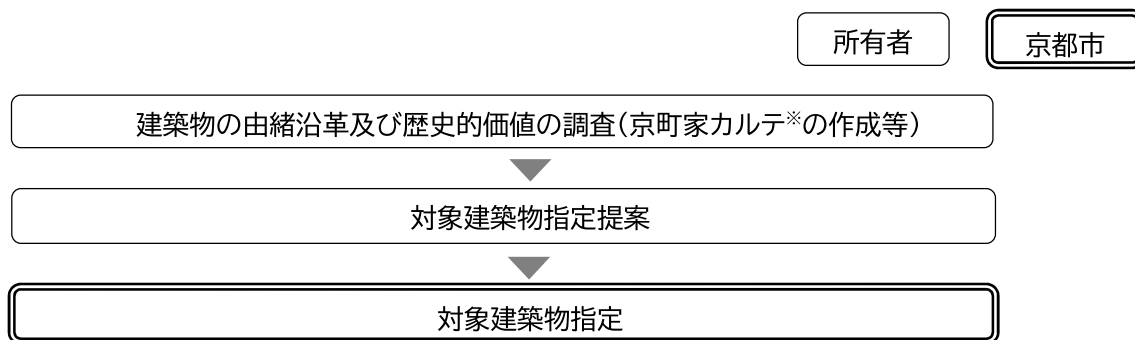 所有者
京都市
建築物の由緒沿革及び歴史的価値の調査（京町家カルテ※の作成等）
対象建築物指定提案
対象建築物指定